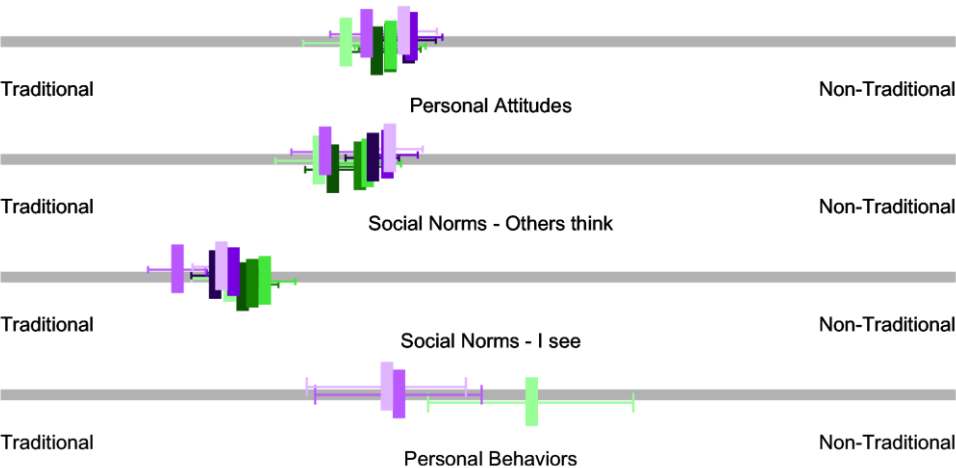 Traditional
Non-Traditional
Personal Attitudes
Traditional
Non-Traditional
Social Norms - Others think
Traditional
Non-Traditional
Social Norms - I see
Traditional
Non-Traditional
Personal Behaviors